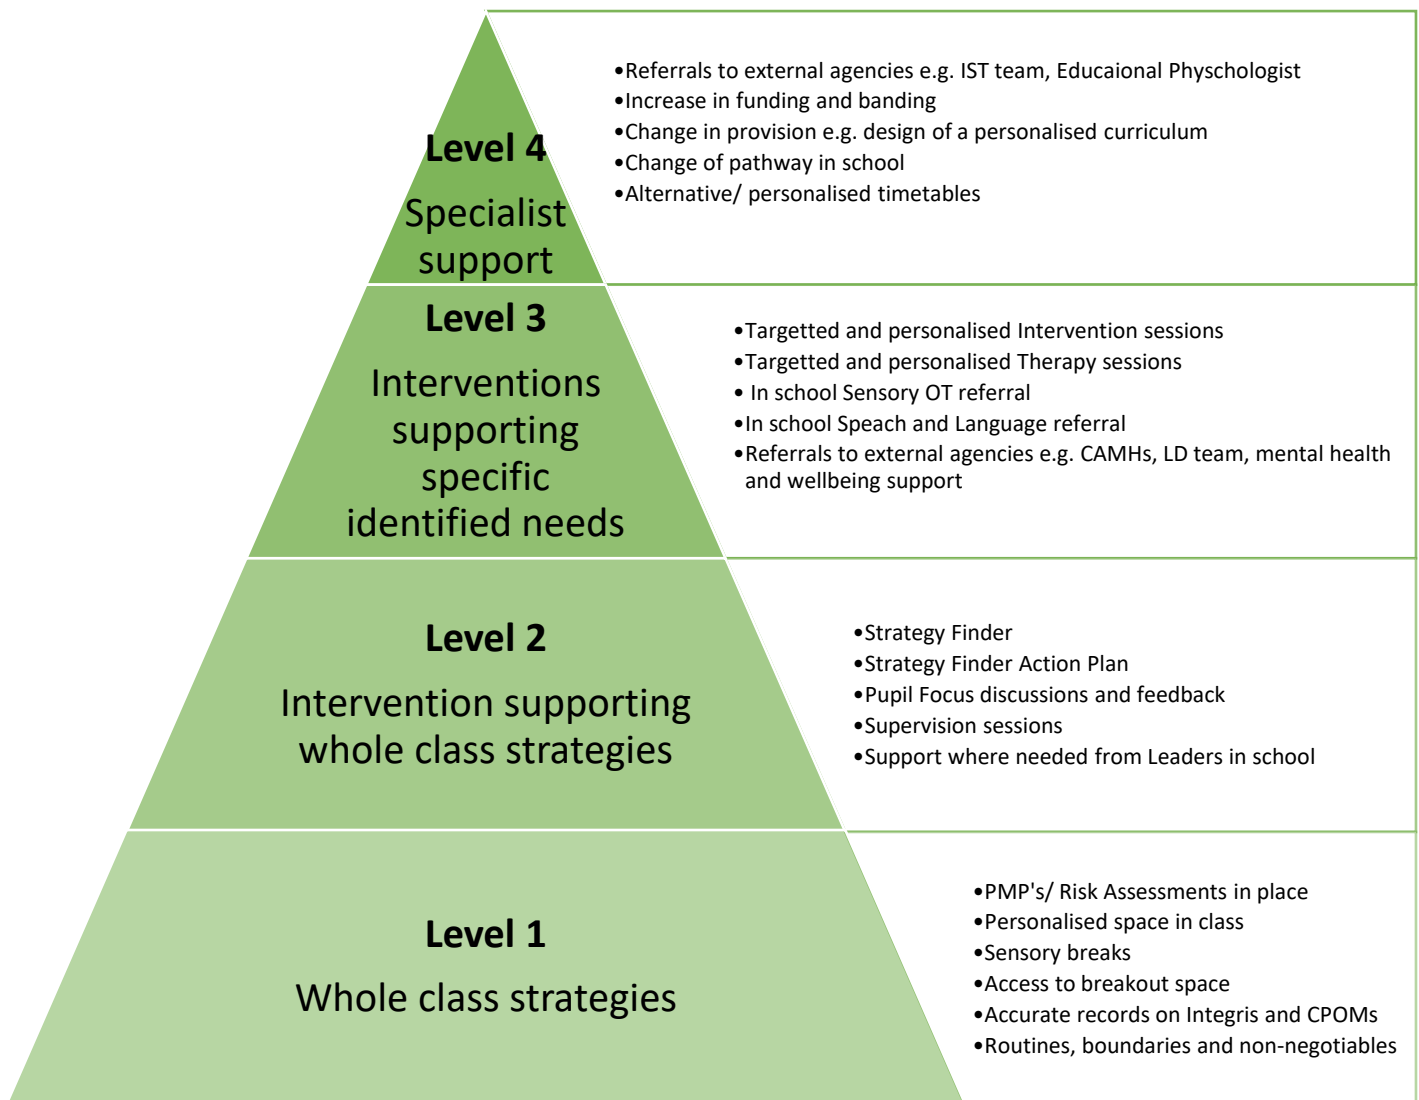 Level 4
Specialist
support
•Referrals to external agencies e.g. IST team, Educaional Physchologist
•Increase in funding and banding
•Change in provision e.g. design of a personalised curriculum
•Change of pathway in school
•Alternative/ personalised timetables
Level 3
Interventions
supporting
specific
identified needs
•Targetted and personalised Intervention sessions
•Targetted and personalised Therapy sessions
• In school Sensory OT referral
•In school Speach and Language referral
•Referrals to external agencies e.g. CAMHs, LD team, mental health
and wellbeing support
Level 2
Intervention supporting
whole class strategies
•Strategy Finder
•Strategy Finder Action Plan
•Pupil Focus discussions and feedback
•Supervision sessions
•Support where needed from Leaders in school
Level 1
Whole class strategies
•PMP's/ Risk Assessments in place
•Personalised space in class
•Sensory breaks
•Access to breakout space
•Accurate records on Integris and CPOMs
•Routines, boundaries and non-negotiables